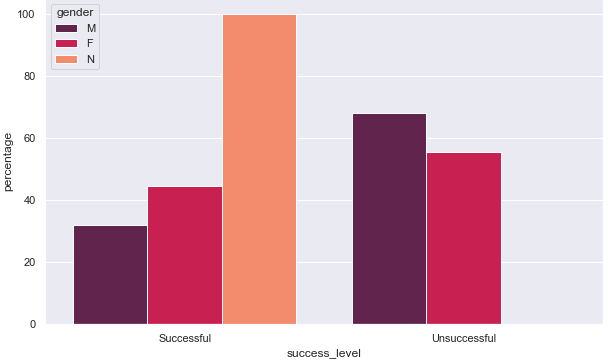 gender
M
F
N
100
80
60
40
20
0
percentage
Successful
Unsuccessful
success_level